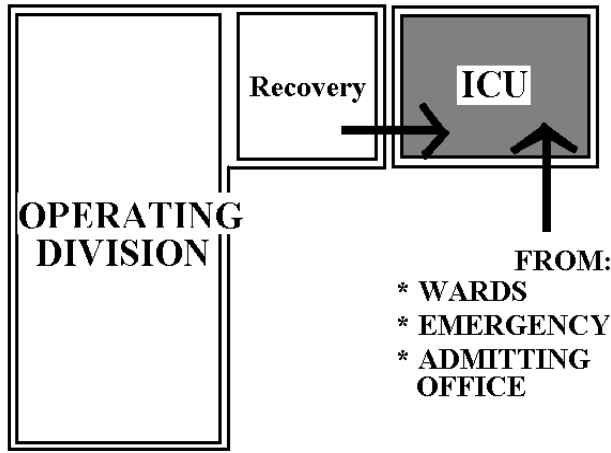 Recovery
ICU
OPERATING
DIVISION
FROM:
* WARDS
* EMERGENCY
* ADMITTING
OFFICE